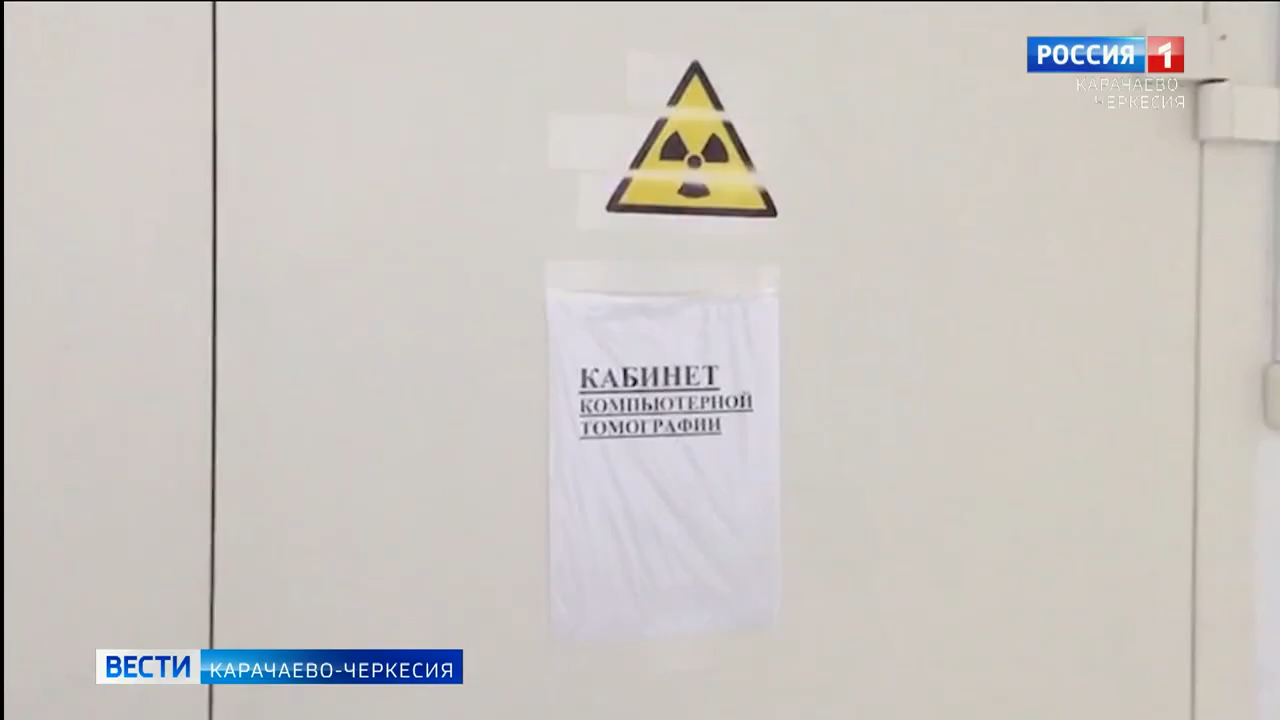 РОССИЯ 1
КАРАЧАЕВО
ЧЕРКЕСИЯ
КАБИНЕТ
КОМПЬЮТЕРНОЙ
ТОМОГРАФИИ
ВЕСТИ КАРАЧАЕВО-ЧЕРКЕСИЯ